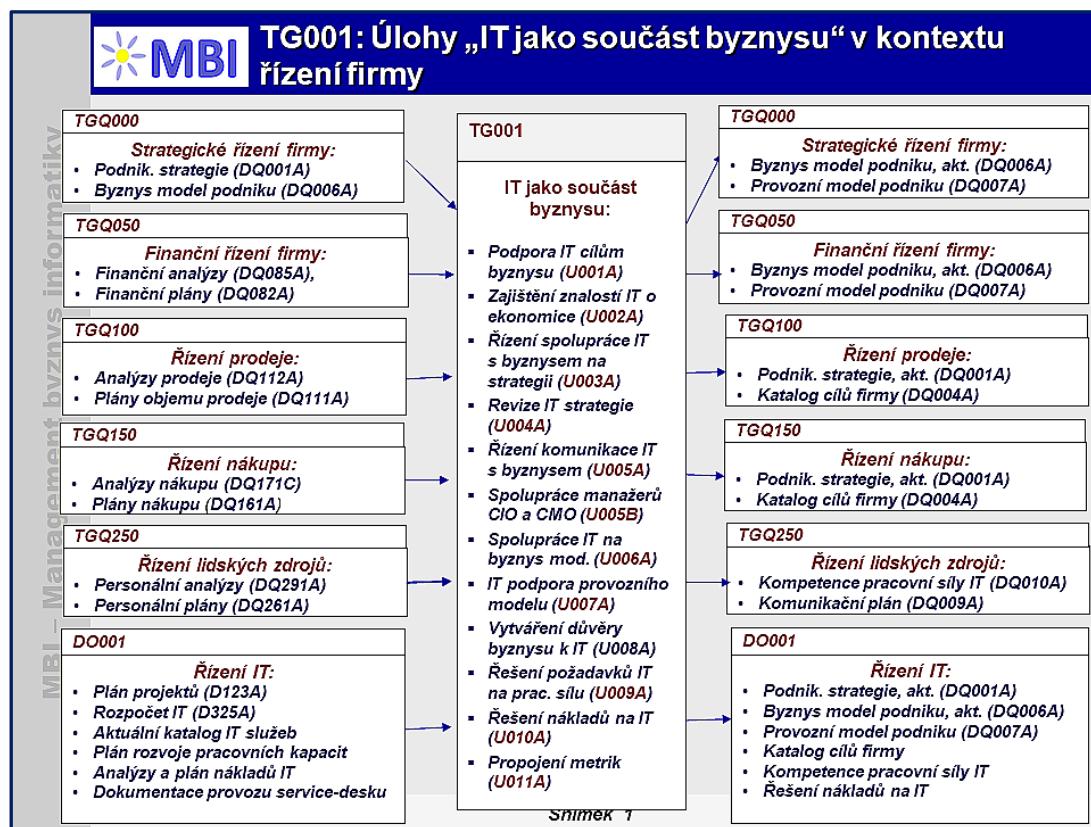 MBI
TG001: Úlohy „IT jako součást byznysu“ v kontextu
řízení firmy
MBI – Management byznys informatiky
TGQ000
Strategické řízení firmy:
• Podnik. strategie (DQ001A)
• Byznys model podniku (DQ006A)
TGQ050
Finanční řízení firmy:
• Finanční analýzy (DQ085A),
• Finanční plány (DQ082A)
TGQ100
Řízení prodeje:
• Analýzy prodeje (DQ112A)
• Plány objemu prodeje (DQ111A)
TGQ150
Řízení nákupu:
• Analýzy nákupu (DQ171C)
• Plány nákupu (DQ161A)
TGQ250
Řízení lidských zdrojů:
• Personální analýzy (DQ291A)
• Personální plány (DQ261A)
DO001
Řízení IT:
• Plán projektů (D123A)
• Rozpočet IT (D325A)
• Aktuální katalog IT služeb
• Plán rozvoje pracovních kapacit
• Analýzy a plán nákladů IT
• Dokumentace provozu service-desku
TG001
IT jako součást
byznysu:
▪ Podpora IT cílům
byznysu (U001A)
▪ Zajištění znalostí IT o
ekonomice (U002A)
▪ Řízení spolupráce IT
s byznysem na
strategii (U003A)
▪ Revize IT strategie
(U004A)
▪ Řízení komunikace IT
s byznysem (U005A)
▪ Spolupráce manažerů
CIO a CMO (U005B)
▪ Spolupráce IT na
byznys mod. (U006A)
▪ IT podpora provozního
modelu (U007A)
▪ Vytváření důvěry
byznysu k IT (U008A)
▪ Řešení požadavků IT
na prac. sílu (U009A)
▪ Řešení nákladů na IT
(U010A)
▪ Propojení metrik
(U011A)
Snímek 1
TGQ000
Strategické řízení firmy:
• Byznys model podniku, akt. (DQ006A)
• Provozní model podniku (DQ007A)
TGQ050
Finanční řízení firmy:
• Byznys model podniku, akt. (DQ006A)
• Provozní model podniku (DQ007A)
TGQ100
Řízení prodeje:
• Podnik. strategie, akt. (DQ001A)
• Katalog cílů firmy (DQ004A)
TGQ150
Řízení nákupu:
• Podnik. strategie, akt. (DQ001A)
• Katalog cílů firmy (DQ004A)
TGQ250
Řízení lidských zdrojů:
• Kompetence pracovní síly IT (DQ010A)
• Komunikační plán (DQ009A)
DO001
Řízení IT:
• Podnik. strategie, akt. (DQ001A)
• Byznys model podniku, akt. (DQ006A)
• Provozní model podniku (DQ007A)
• Katalog cílů firmy
• Kompetence pracovní síly IT
• Řešení nákladů na IT